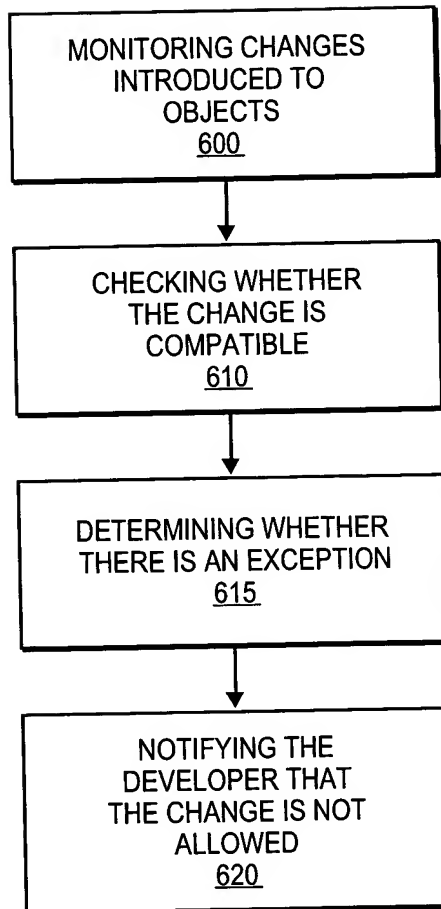 MONITORING CHANGES
INTRODUCED TO
OBJECTS
600
CHECKING WHETHER
THE CHANGE IS
COMPATIBLE
610
DETERMINING WHETHER
THERE IS AN EXCEPTION
615
NOTIFYING THE
DEVELOPER THAT
THE CHANGE IS NOT
ALLOWED
620